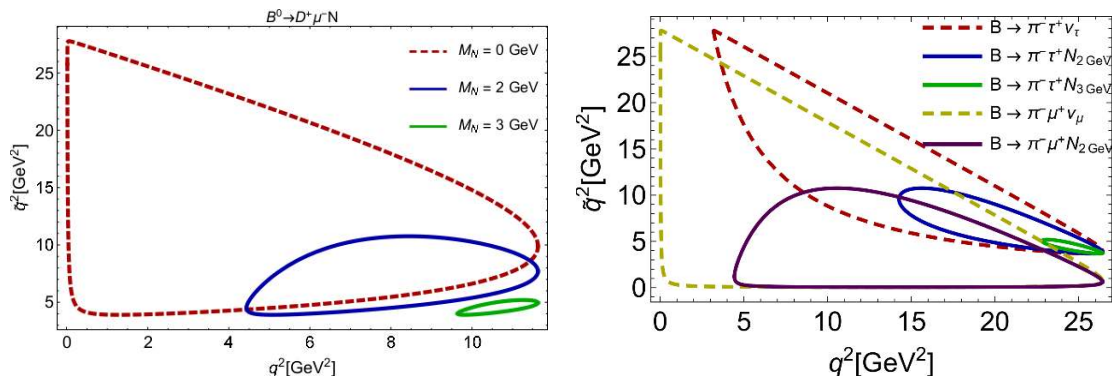 B⁰→D⁺μ⁻N
M_N = 0 GeV
M_N = 2 GeV
M_N = 3 GeV
25
20
15
10
5
q̃²[GeV²]
0 2 4 6 8 10
q²[GeV²]
B → π⁻τ⁺ν_τ
B → π⁻τ⁺N_2 GeV
B → π⁻τ⁺N_3 GeV
B → π⁻μ⁺ν_μ
B → π⁻μ⁺N_2 GeV
25
20
15
10
5
0
q̃²[GeV²]
0 5 10 15 20 25
q²[GeV²]